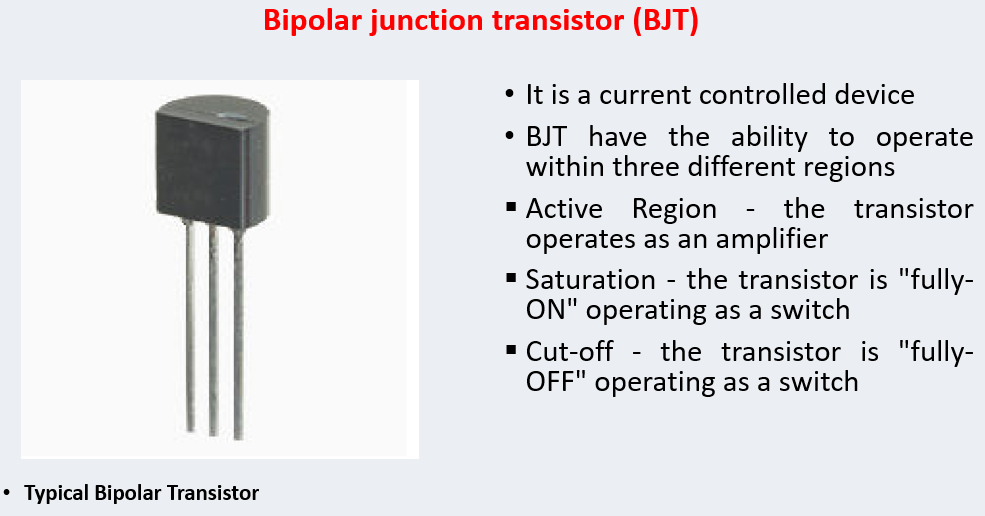 Bipolar junction transistor (BJT)
• It is a current controlled device
• BJT have the ability to operate
within three different regions
▪ Active Region - the transistor
operates as an amplifier
▪ Saturation - the transistor is "fully-
ON" operating as a switch
▪ Cut-off - the transistor is "fully-
OFF" operating as a switch
• Typical Bipolar Transistor